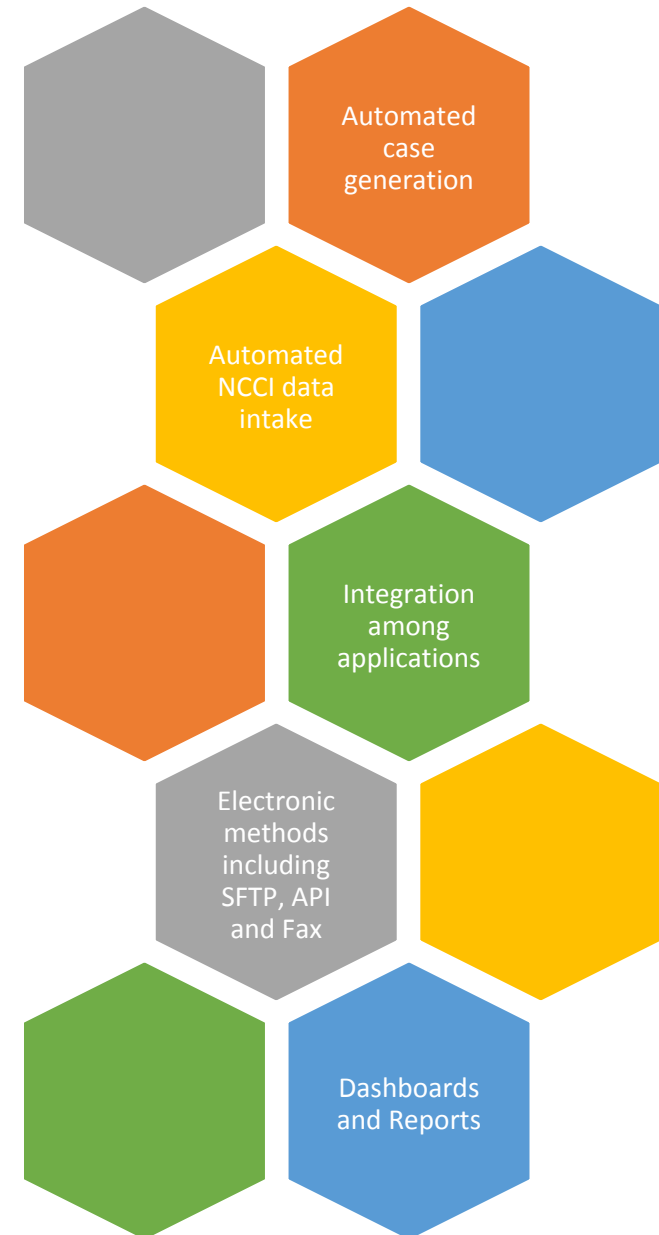 Automated
case
generation
Automated
NCCI data
intake
Integration
among
applications
Electronic
methods
including
SFTP, API
and Fax
Dashboards
and Reports